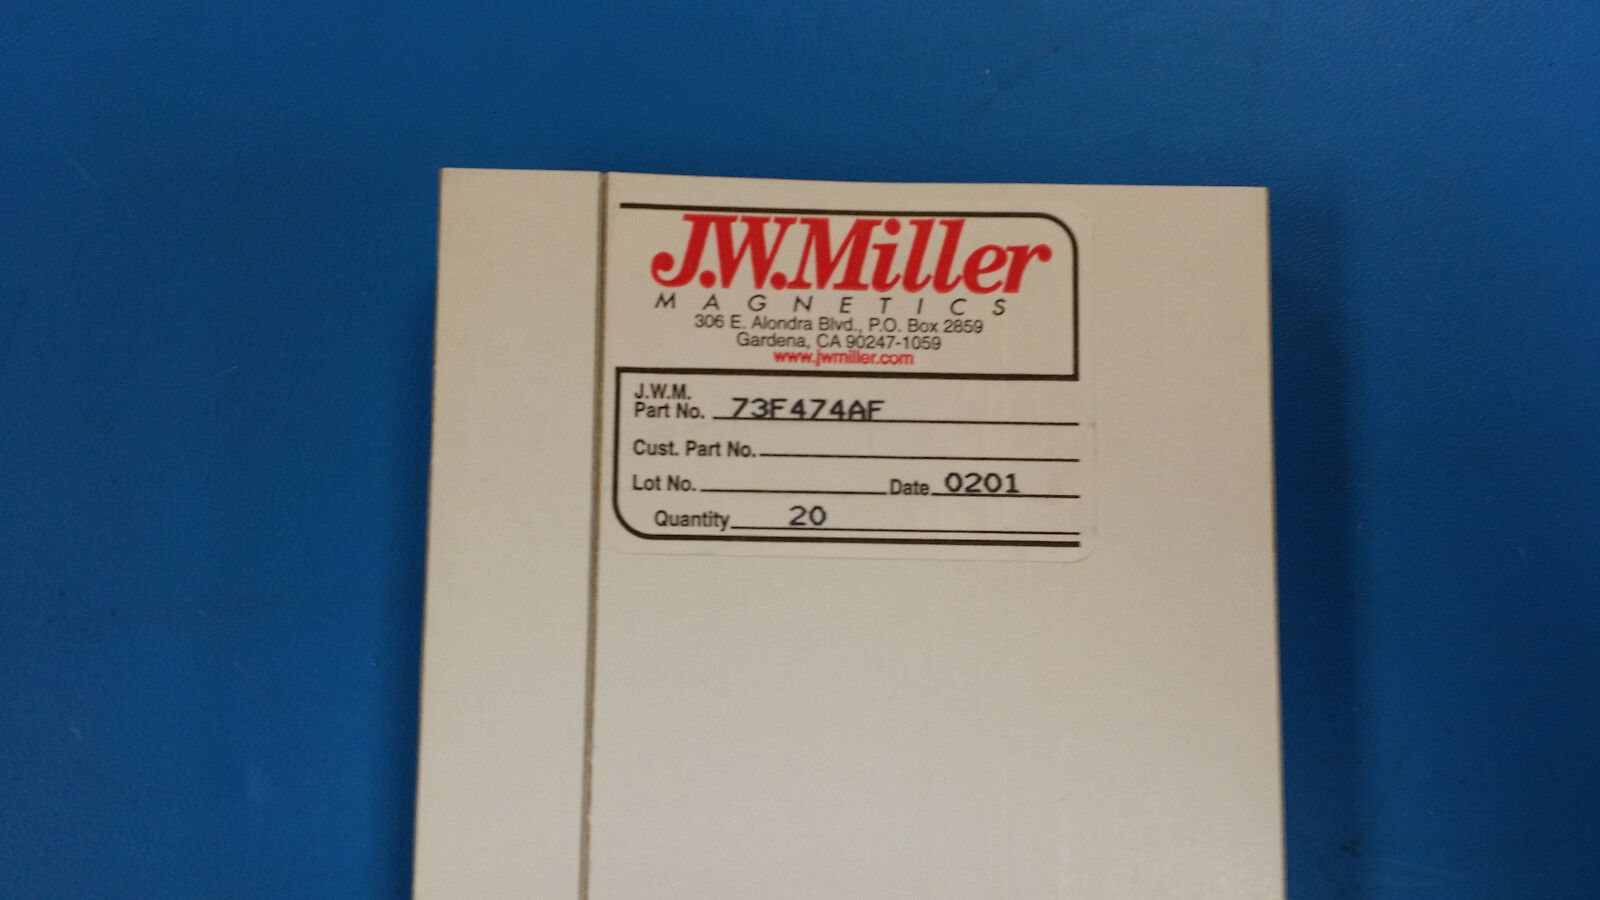 J.W.Miller
MAGNETICS
306 E. Alondra Blvd., P.O. Box 2859
Gardena, CA 90247-1059
www.jwmiller.com
J.W.M.
Part No. 73F474AF
Cust. Part No.
Lot No. Date 0201
Quantity 20